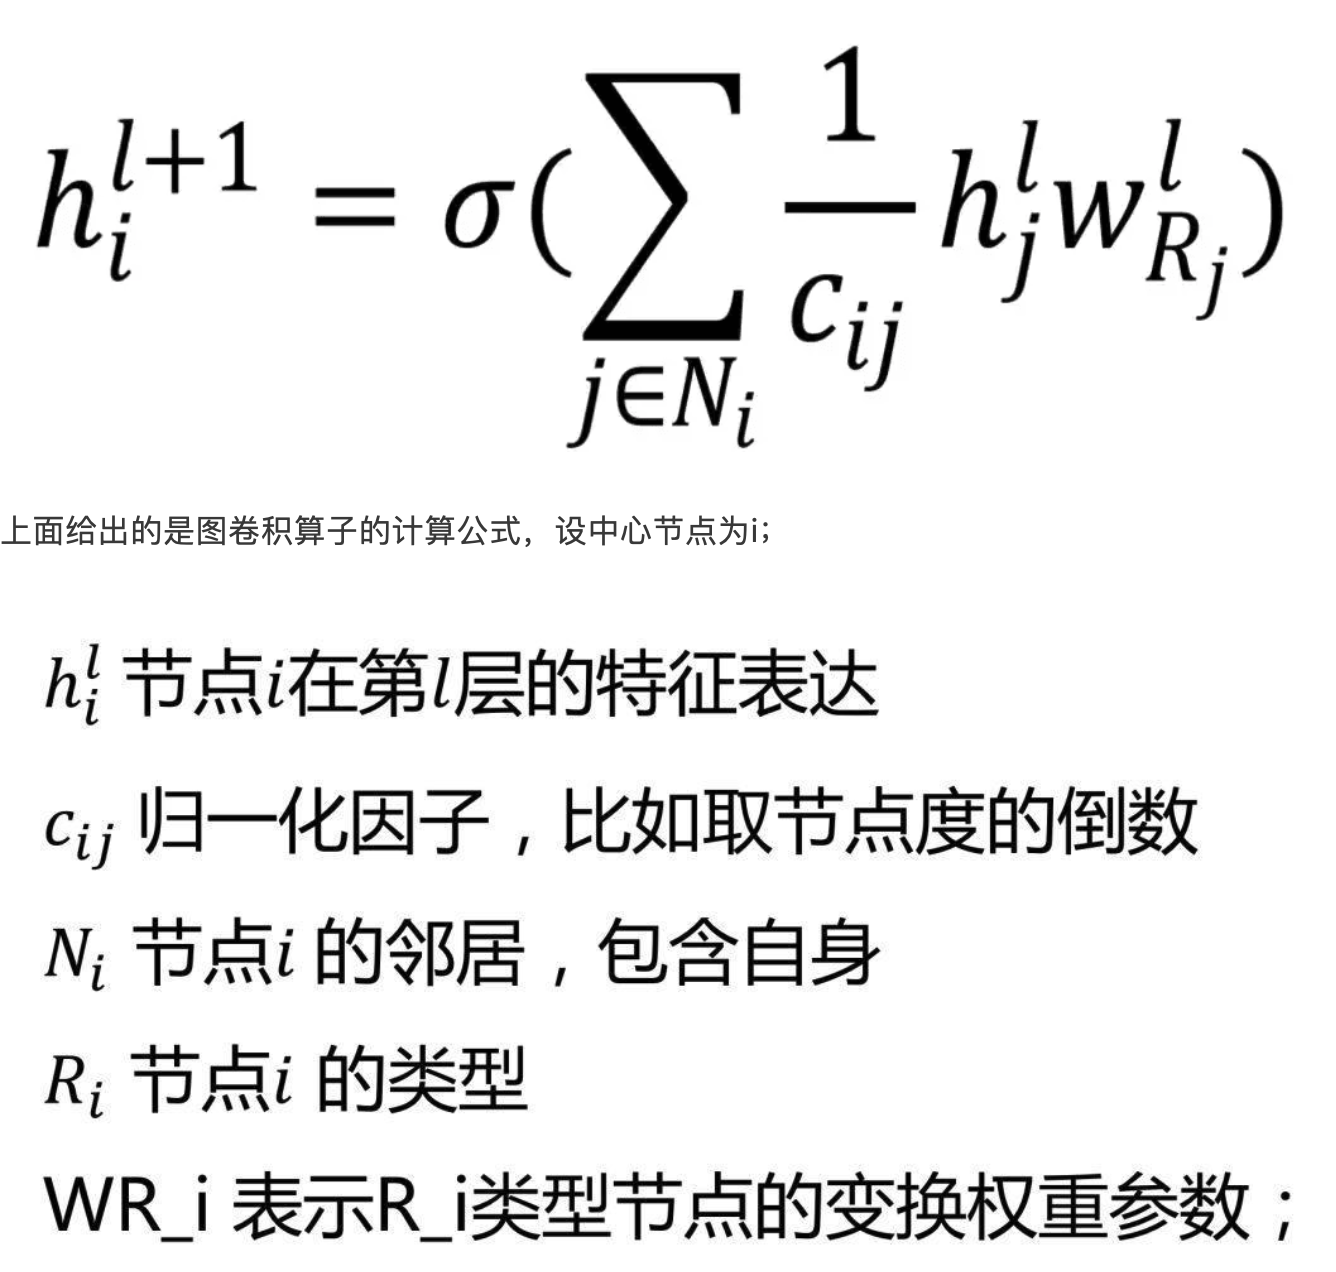 h_i^{l+1} = σ(∑_{j∈N_i} \frac{1}{c_{ij}} h_j^l w_{R_j}^l)
上面给出的是图卷积算子的计算公式，设中心节点为i；
h_i^l 节点i在第l层的特征表达
c_{ij} 归一化因子，比如取节点度的倒数
N_i 节点i 的邻居，包含自身
R_i 节点i 的类型
WR_i 表示R_i类型节点的变换权重参数；